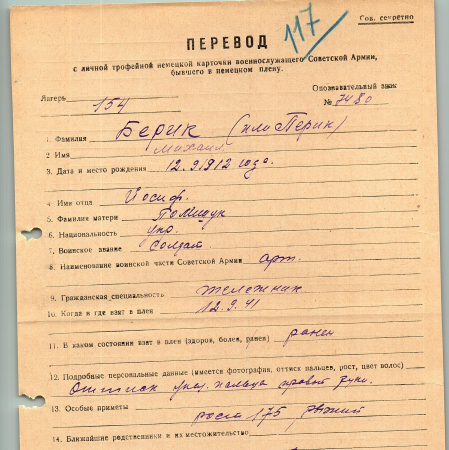 117
Сов. секретно
ПЕРЕВОД
с личной трофейной немецкой карточки военнослужащего Советской Армии,
бывшего в немецком плену.
Лагерь 154
Опознавательный знак
№ 7480
1. Фамилия Берик (или Перик)
2. Имя Михаил
3. Дата и место рождения 12.9.1912 года.
4. Имя отца Иосиф.
5. Фамилия матери
6. Национальность укр.
7. Воинское звание солдат
8. Наименование воинской части Советской Армии арт.
9. Гражданская специальность
10. Когда и где взят в плен 12.9.41
11. В каком состоянии взят в плен (здоров, болен, ранен) ранен
12. Подробные персональные данные (имеется фотография, оттиск пальцев, рост, цвет волос)
Оттиск указ. пальца правой руки.
13. Особые приметы
рост 175 рыжий
14. Ближайшие родственники и их местожительство